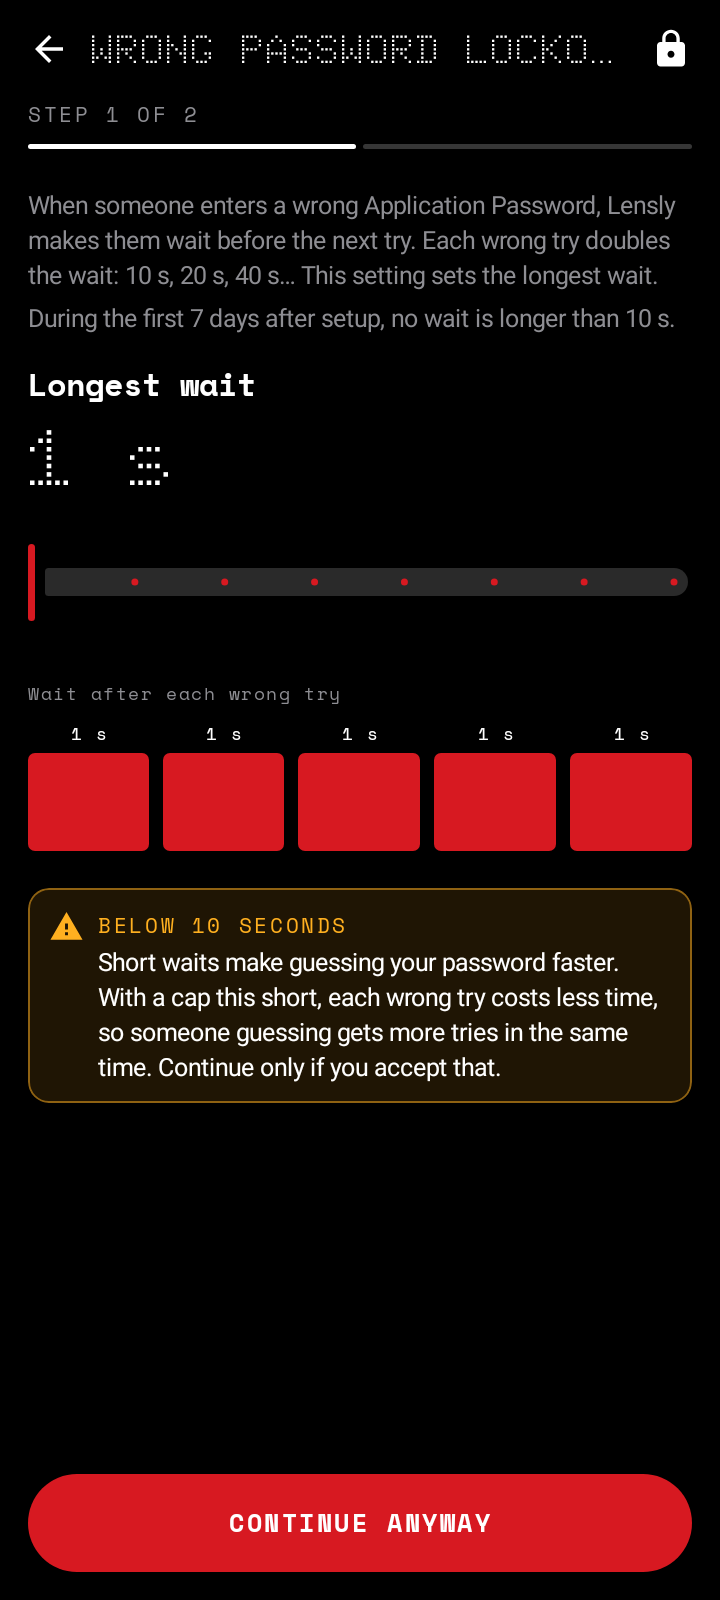 WRONG PASSWORD LOCKO…
STEP 1 OF 2
When someone enters a wrong Application Password, Lensly
makes them wait before the next try. Each wrong try doubles
the wait: 10 s, 20 s, 40 s… This setting sets the longest wait.
During the first 7 days after setup, no wait is longer than 10 s.
Longest wait
1 s
Wait after each wrong try
1 s 1 s 1 s 1 s 1 s
BELOW 10 SECONDS
Short waits make guessing your password faster.
With a cap this short, each wrong try costs less time,
so someone guessing gets more tries in the same
time. Continue only if you accept that.
CONTINUE ANYWAY